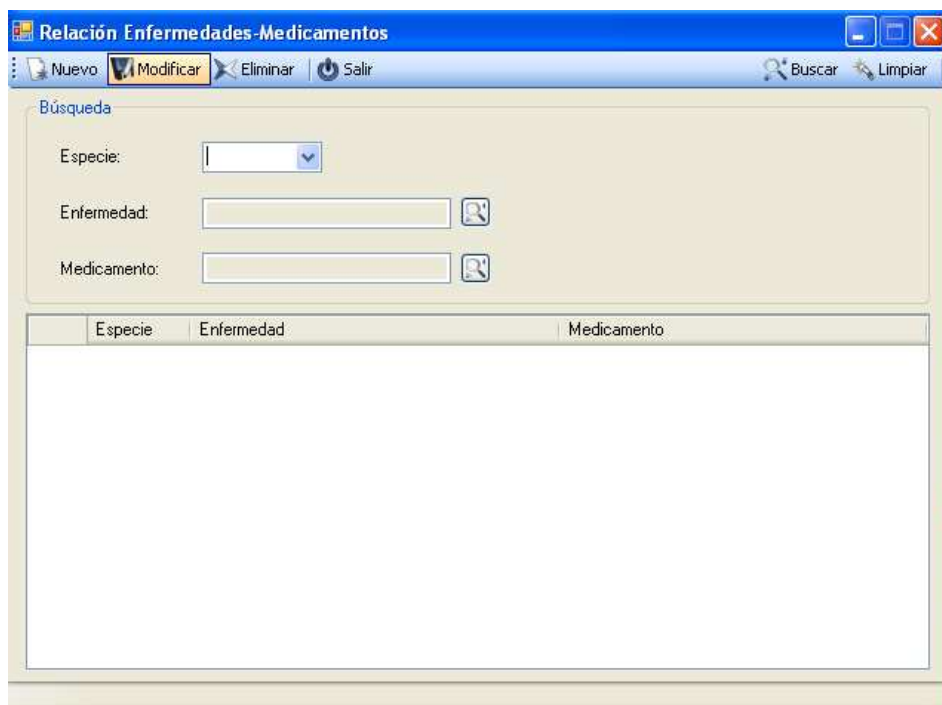 Relación Enfermedades-Medicamentos
Nuevo Modificar Eliminar Salir Buscar Limpiar
Búsqueda
Especie:
Enfermedad:
Medicamento:
Especie Enfermedad Medicamento